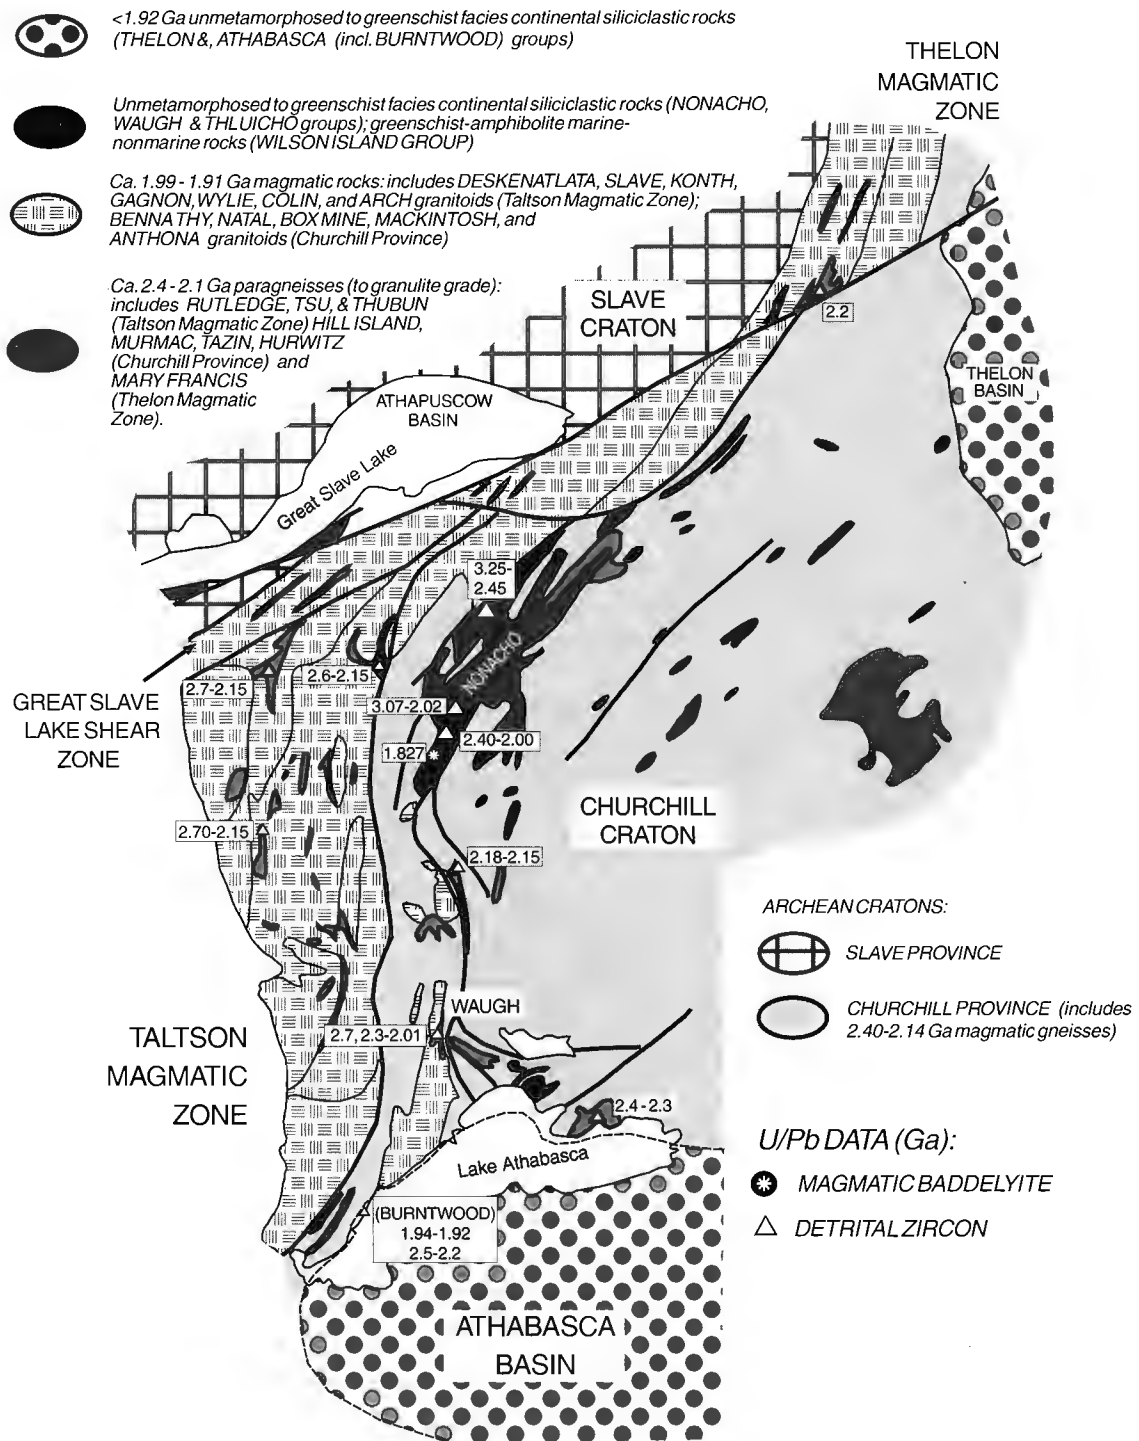 <1.92 Ga unmetamorphosed to greenschist facies continental siliciclastic rocks
(THELON &, ATHABASCA (incl. BURNTWOOD) groups)
Unmetamorphosed to greenschist facies continental siliciclastic rocks (NONACHO,
WAUGH & THLUICHO groups); greenschist-amphibolite marine-
nonmarine rocks (WILSON ISLAND GROUP)
Ca. 1.99 - 1.91 Ga magmatic rocks: includes DESKENATLATA, SLAVE, KONTH,
GAGNON, WYLIE, COLIN, and ARCH granitoids (Taltson Magmatic Zone);
BENNA THY, NATAL, BOX MINE, MACKINTOSH, and
ANTHONA granitoids (Churchill Province)
Ca. 2.4 - 2.1 Ga paragneisses (to granulite grade):
includes RUTLEDGE, TSU, & THUBUN
(Taltson Magmatic Zone) HILL ISLAND,
MURMAC, TAZIN, HURWITZ
(Churchill Province) and
MARY FRANCIS
(Thelon Magmatic
Zone).
THELON
MAGMATIC
ZONE
SLAVE
CRATON
2.2
THELON
BASIN
ATHAPUSCOW
BASIN
Great Slave Lake
3.25-
2.45
NONACHO
2.7-2.15
2.6-2.15
GREAT SLAVE
LAKE SHEAR
ZONE
3.07-2.02
2.40-2.00
1.827
CHURCHILL
CRATON
2.70-2.15
2.18-2.15
ARCHEAN CRATONS:
SLAVE PROVINCE
CHURCHILL PROVINCE (includes
2.40-2.14 Ga magmatic gneisses)
WAUGH
2.7, 2.3-2.01
TALTSON
MAGMATIC
ZONE
2.4 - 2.3
Lake Athabasca
U/Pb DATA (Ga):
MAGMATIC BADDELYITE
DETRITAL ZIRCON
(BURNTWOOD)
1.94-1.92
2.5-2.2
ATHABASCA
BASIN